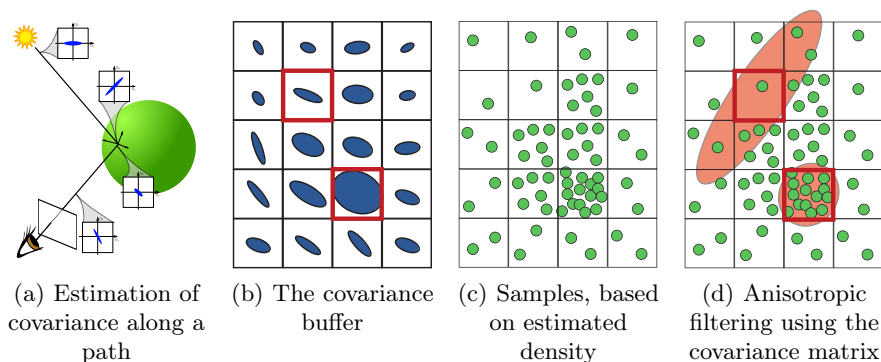 (a) Estimation of
covariance along a
path
(b) The covariance
buffer
(c) Samples, based
on estimated
density
(d) Anisotropic
filtering using the
covariance matrix